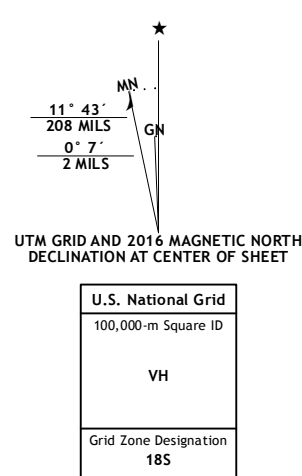 ★
MN
11° 43´
208 MILS
GN
0° 7´
2 MILS
UTM GRID AND 2016 MAGNETIC NORTH
DECLINATION AT CENTER OF SHEET
U.S. National Grid
100,000-m Square ID
VH
Grid Zone Designation
18S